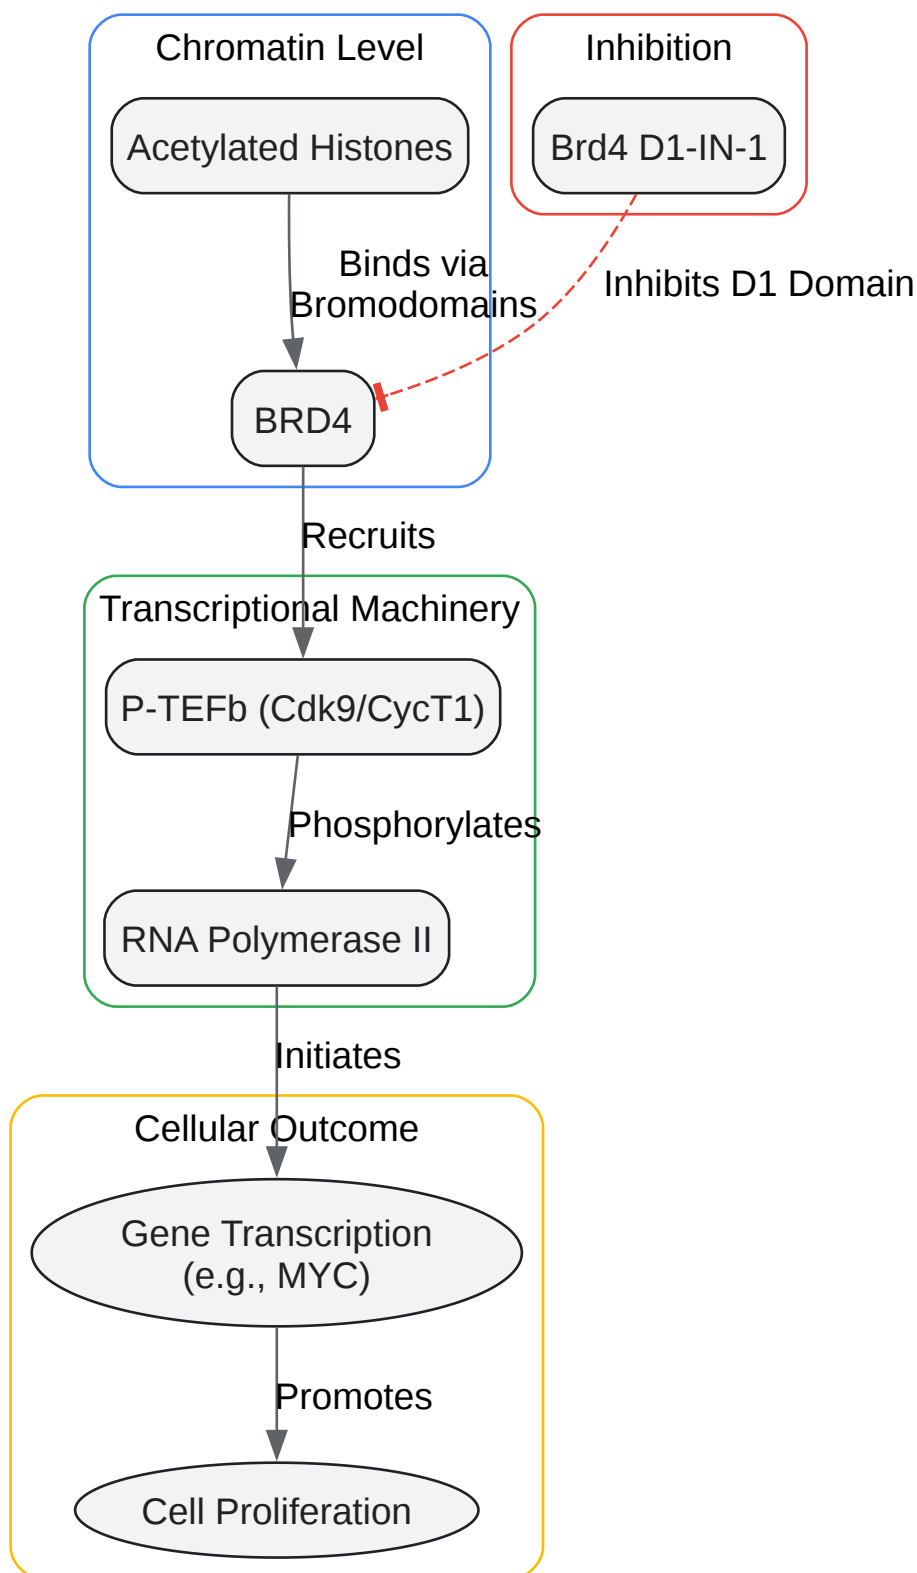 Chromatin Level
Inhibition
Acetylated Histones
Brd4 D1-IN-1
Binds via
Bromodomains
Inhibits D1 Domain
BRD4
Recruits
Transcriptional Machinery
P-TEFb (Cdk9/CycT1)
Phosphorylates
RNA Polymerase II
Initiates
Cellular Outcome
Gene Transcription
(e.g., MYC)
Promotes
Cell Proliferation